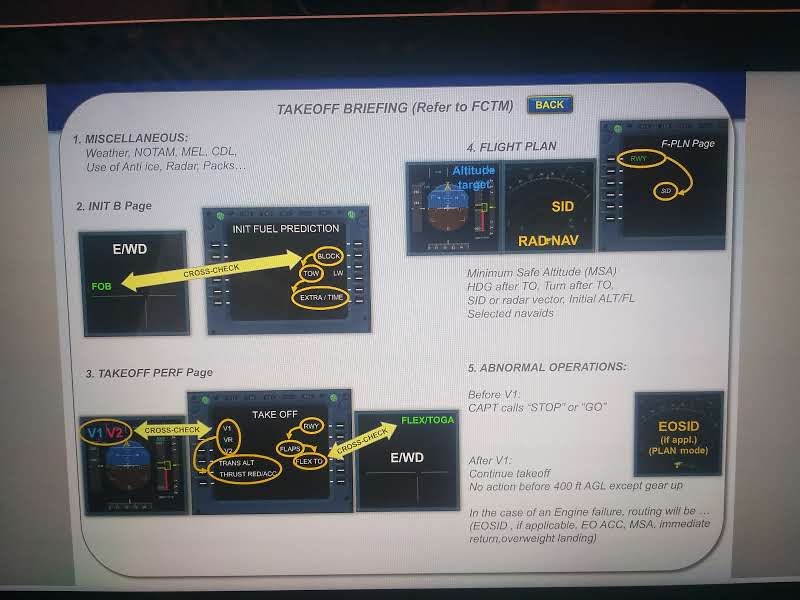 TAKEOFF BRIEFING (Refer to FCTM)
BACK
1. MISCELLANEOUS:
Weather, NOTAM, MEL, CDL,
Use of Anti ice, Radar, Packs…
2. INIT B Page
E/WD
FOB
CROSS-CHECK
INIT FUEL PREDICTION
BLOCK
TOW
LW
EXTRA / TIME
3. TAKEOFF PERF Page
V1 V2
CROSS-CHECK
TAKE OFF
V1
VR
V2
TRANS ALT
THRUST RED/ACC
RWY
FLAPS
FLEX TO
CROSS-CHECK
FLEX/TOGA
E/WD
4. FLIGHT PLAN
Altitude
target
SID
RAD NAV
F-PLN Page
RWY
SID
Minimum Safe Altitude (MSA)
HDG after TO, Turn after TO,
SID or radar vector, Initial ALT/FL
Selected navaids
5. ABNORMAL OPERATIONS:
Before V1:
CAPT calls “STOP” or “GO”
EOSID
(if appl.)
(PLAN mode)
After V1:
Continue takeoff
No action before 400 ft AGL except gear up
In the case of an Engine failure, routing will be …
(EOSID , if applicable, EO ACC, MSA, immediate
return,overweight landing)